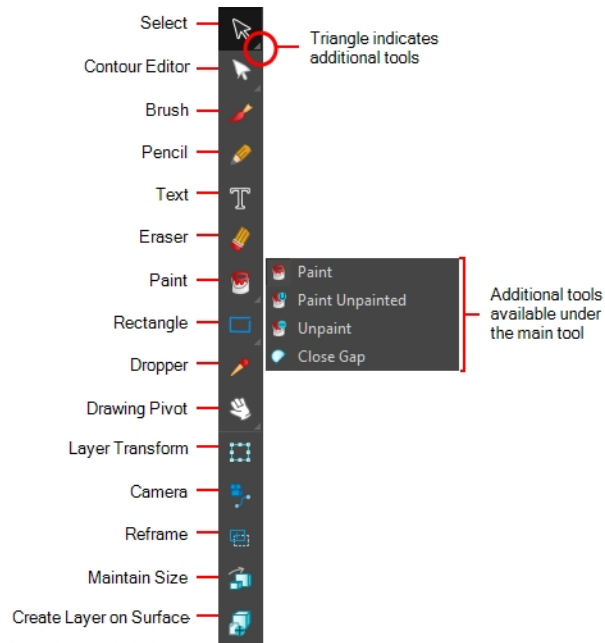 Select
Triangle indicates
additional tools
Contour Editor
Brush
Pencil
Text
Eraser
Paint
Paint
Paint Unpainted
Unpaint
Close Gap
Additional tools
available under
the main tool
Rectangle
Dropper
Drawing Pivot
Layer Transform
Camera
Reframe
Maintain Size
Create Layer on Surface